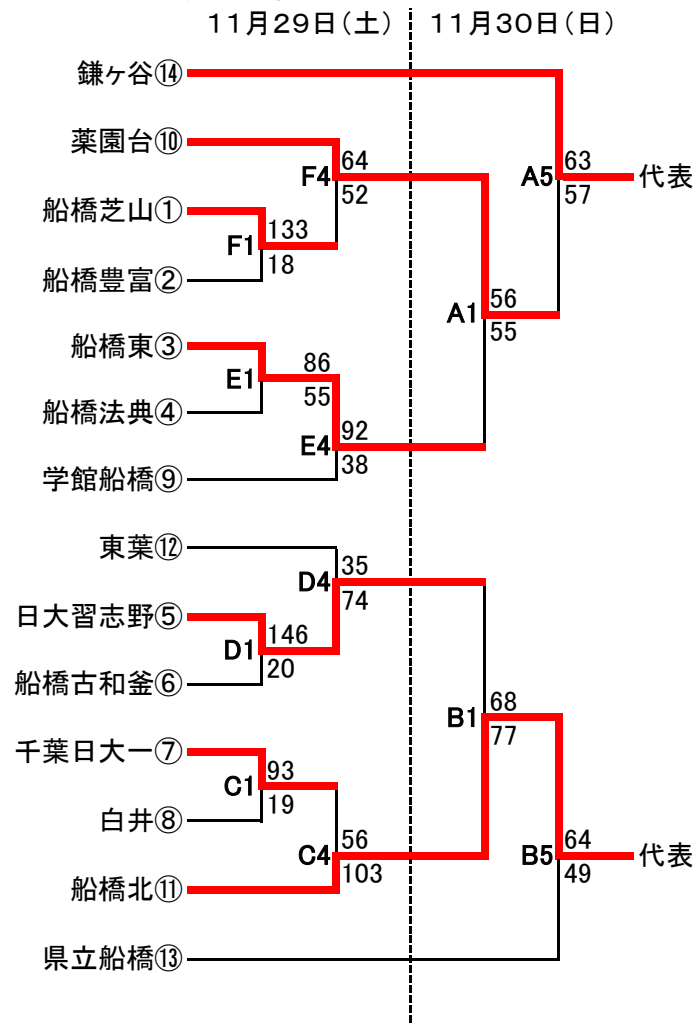 11月29日(土) 11月30日(日)
鎌ヶ谷⑭
薬園台⑩
64
63
F4
A5
代表
52
57
船橋芝山①
133
F1
18
船橋豊富②
56
A1
55
船橋東③
86
E1
55
船橋法典④
92
E4
38
学館船橋⑨
東葉⑫
35
D4
74
日大習志野⑤
146
D1
20
船橋古和釜⑥
68
B1
77
千葉日大一⑦
93
C1
19
白井⑧
56
64
C4
B5
代表
103
49
船橋北⑪
県立船橋⑬